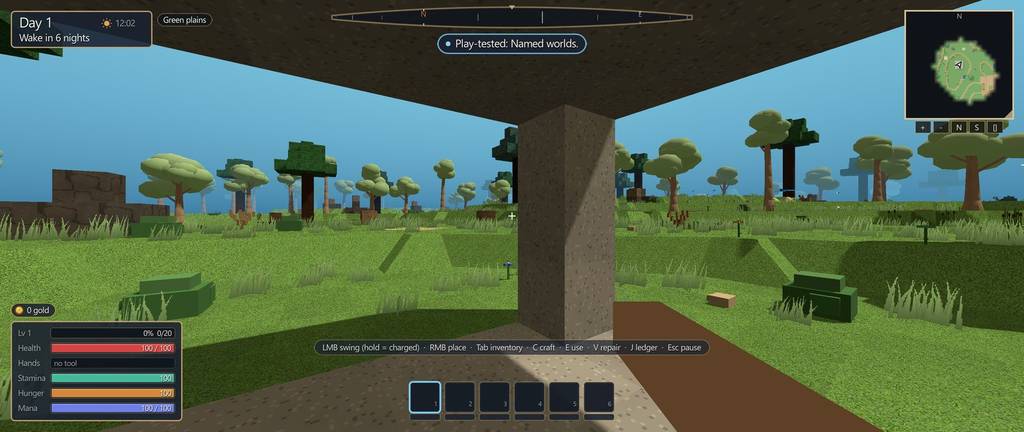 Day 1
12:02
Wake in 6 nights
Green plains
N
E
Play-tested: Named worlds.
N
+ - N S []
0 gold
Lv 1 0% 0/20
Health 100 / 100
Hands no tool
Stamina 100
Hunger 100
Mana 100 / 100
LMB swing (hold = charged) · RMB place · Tab inventory · C craft · E use · V repair · J ledger · Esc pause
1 2 3 4 5 6